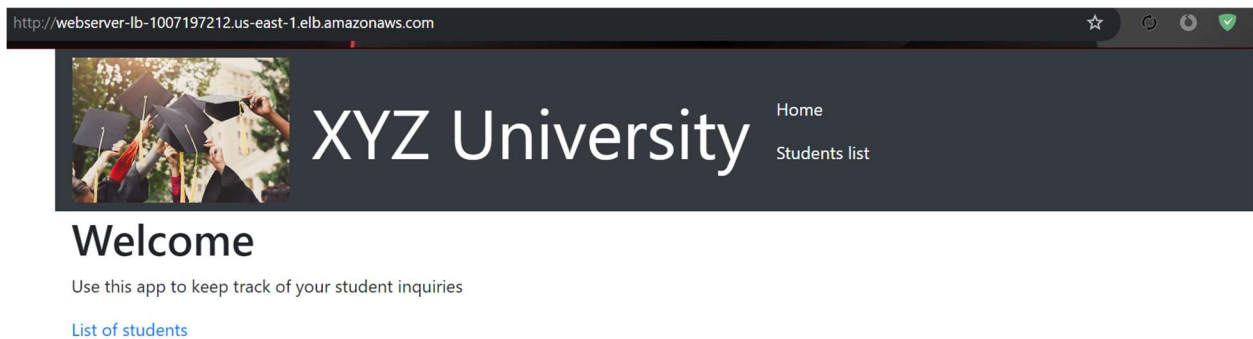 http://webserver-lb-1007197212.us-east-1.elb.amazonaws.com
XYZ University
Home
Students list
Welcome
Use this app to keep track of your student inquiries
List of students